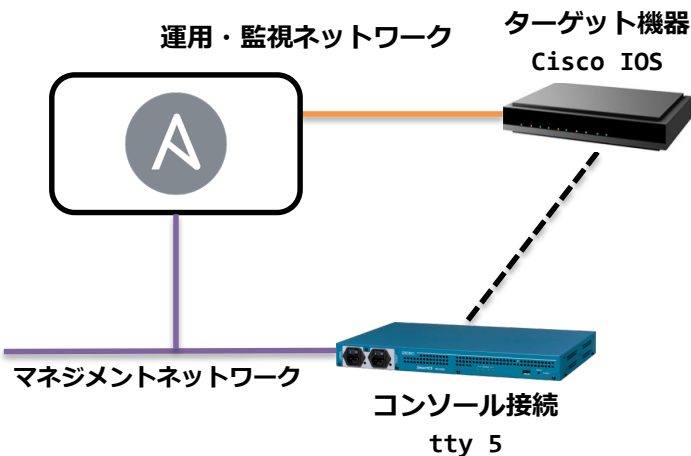 運用・監視ネットワーク
ターゲット機器
Cisco IOS
マネジメントネットワーク
コンソール接続
tty 5